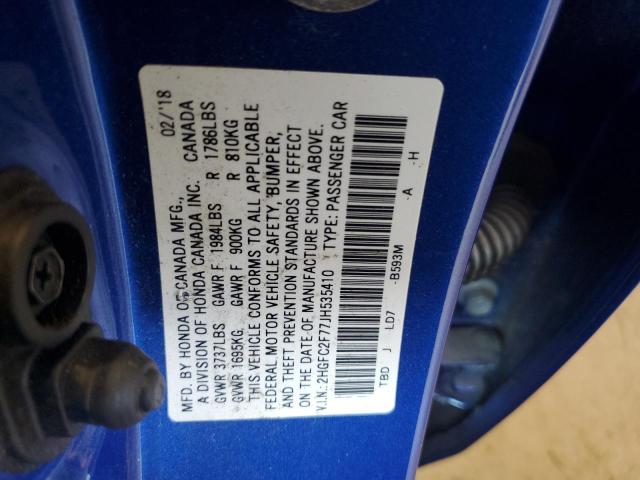 MFD. BY HONDA OF CANADA MFG., 02/'18
A DIVISION OF HONDA CANADA INC. CANADA
GVWR 3737LBS GAWR F 1984LBS R 1786LBS
GVWR 1695KG. GAWR F 900KG R 810KG
THIS VEHICLE CONFORMS TO ALL APPLICABLE
FEDERAL MOTOR VEHICLE SAFETY, BUMPER,
AND THEFT PREVENTION STANDARDS IN EFFECT
ON THE DATE OF MANUFACTURE SHOWN ABOVE.
V.I.N.:2HGFC2F77JH535410 TYPE: PASSENGER CAR
TBD J LD7 -B593M -A -H